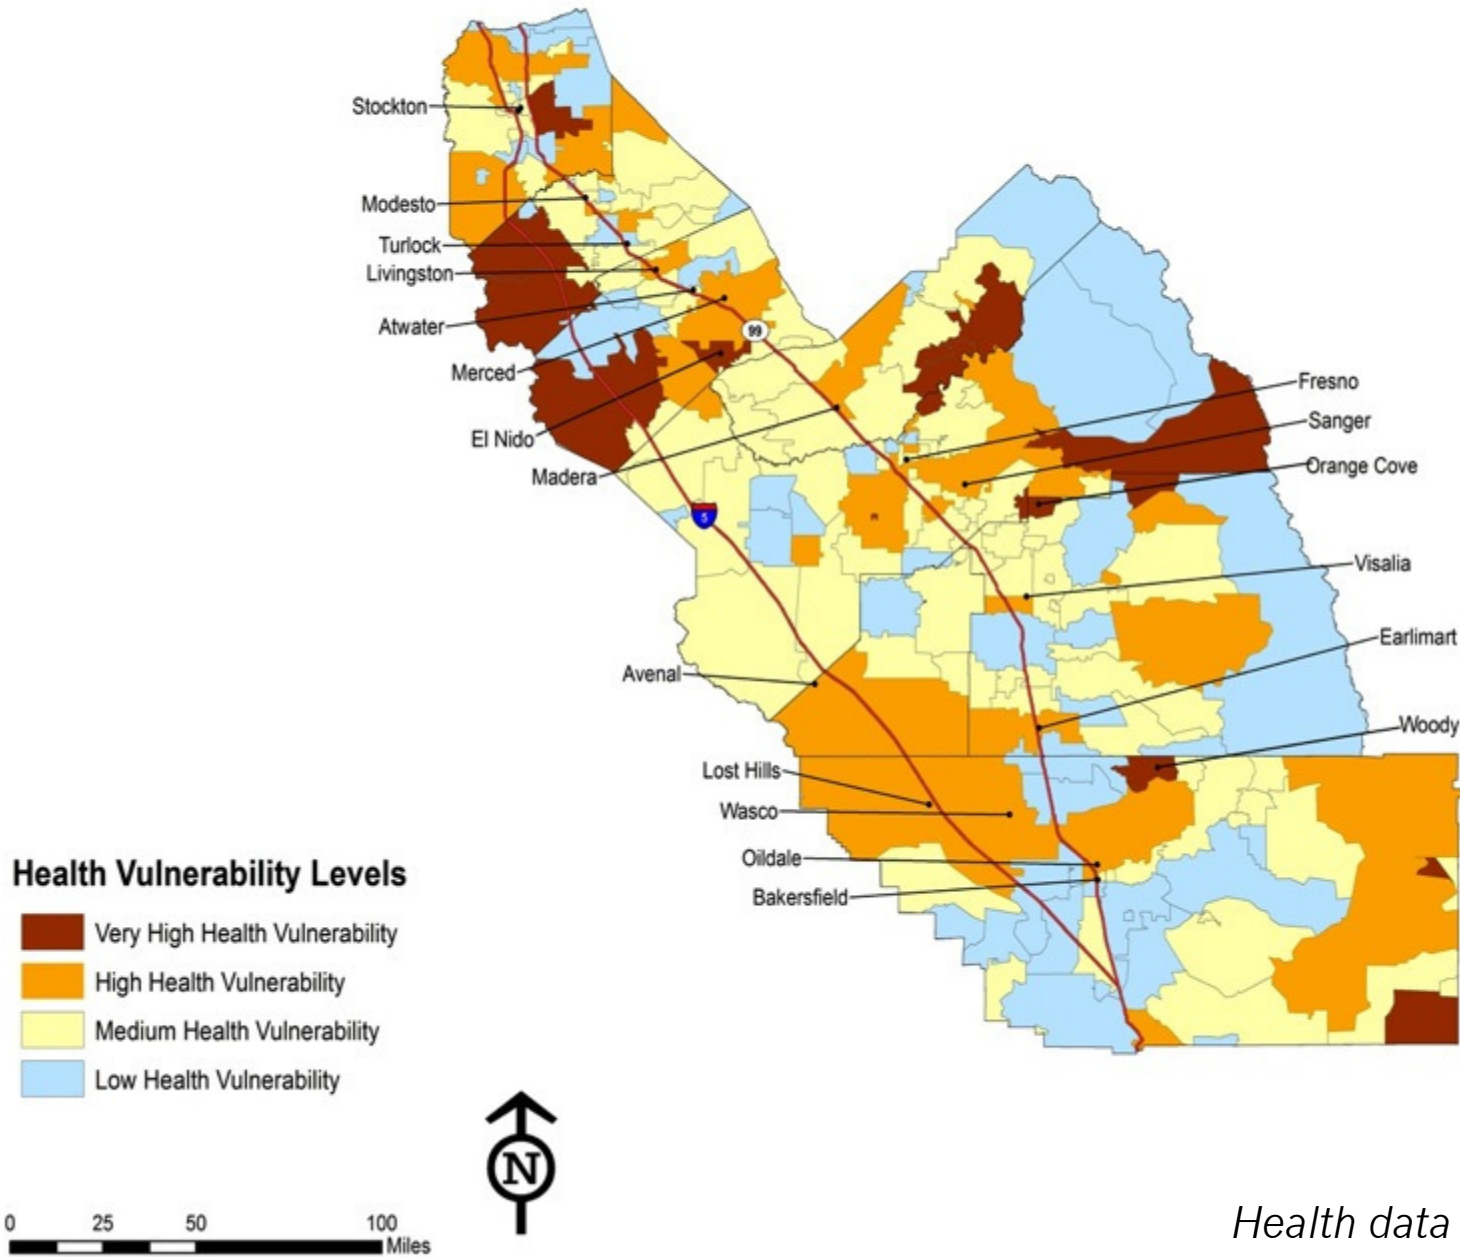 Stockton
Modesto
Turlock
Livingston
Atwater
Merced
El Nido
Madera
99
5
Fresno
Sanger
Orange Cove
Visalia
Earlimart
Woody
Avenal
Lost Hills
Wasco
Oildale
Bakersfield
Health Vulnerability Levels
Very High Health Vulnerability
High Health Vulnerability
Medium Health Vulnerability
Low Health Vulnerability
N
0 25 50 100
Miles
Health data